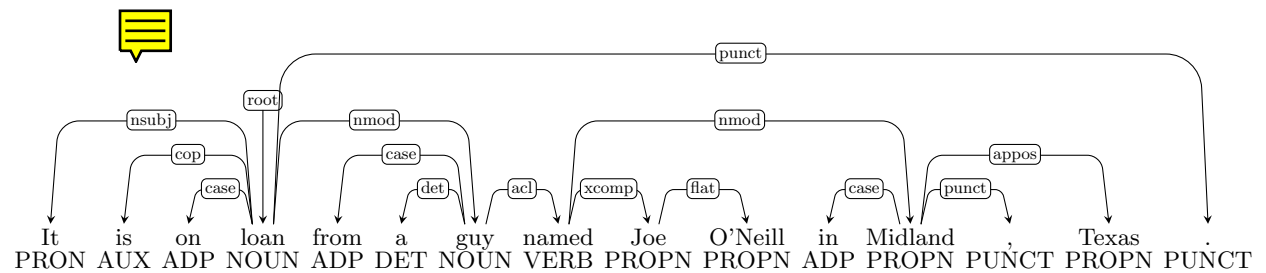 punct
root
nsubj nmod nmod
cop case appos
case det acl xcomp flat case punct
It is on loan from a guy named Joe O'Neill in Midland , Texas .
PRON AUX ADP NOUN ADP DET NOUN VERB PROPN PROPN ADP PROPN PUNCT PROPN PUNCT